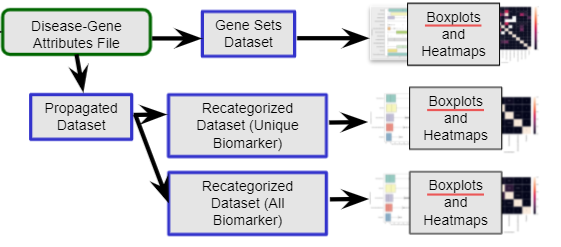 Disease-Gene
Attributes File
Gene Sets
Dataset
Boxplots
and
Heatmaps
Propagated
Dataset
Recategorized
Dataset (Unique
Biomarker)
Boxplots
and
Heatmaps
Recategorized
Dataset (All
Biomarker)
Boxplots
and
Heatmaps